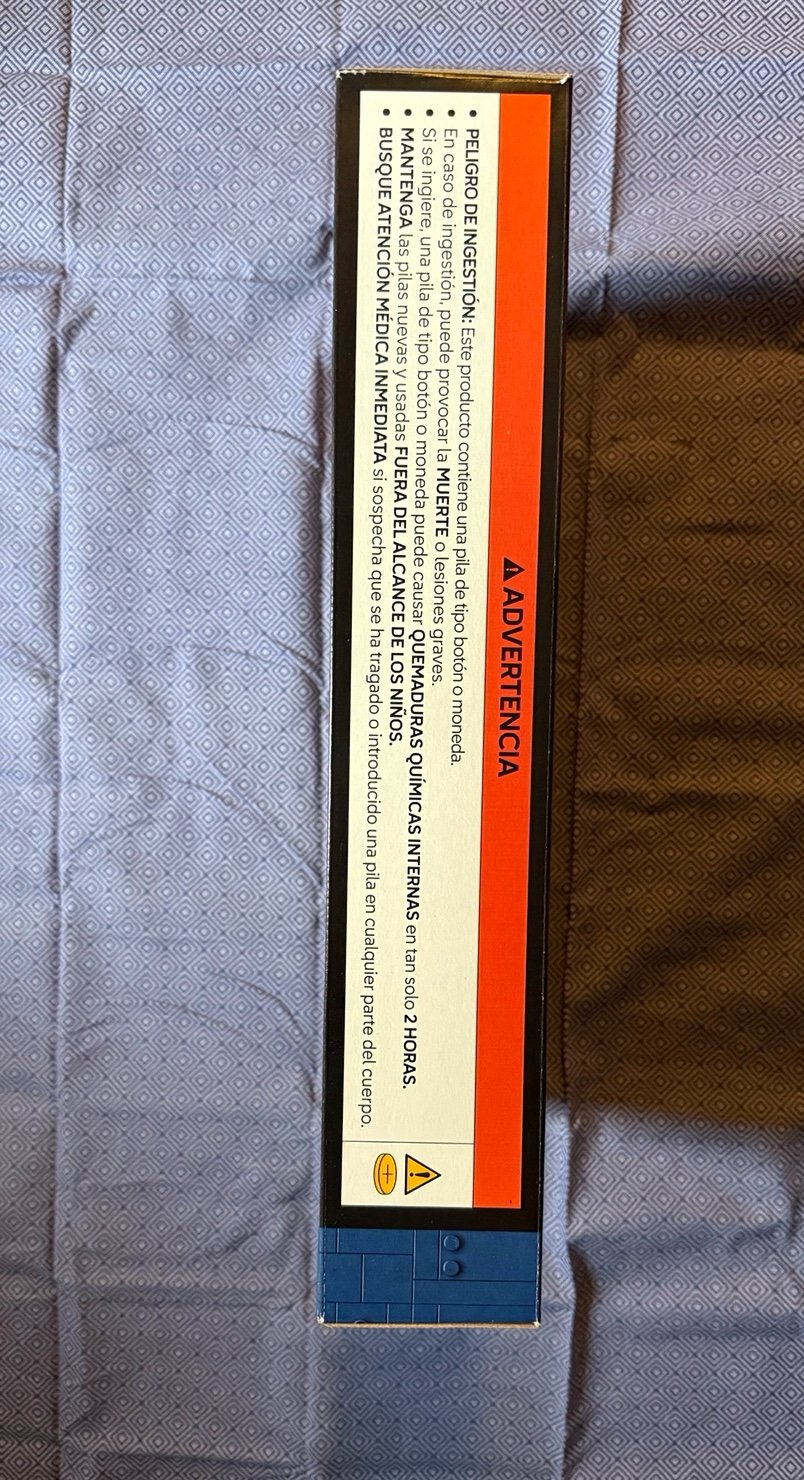 ⚠ ADVERTENCIA
• PELIGRO DE INGESTIÓN: Este producto contiene una pila de tipo botón o moneda.
• En caso de ingestión, puede provocar la MUERTE o lesiones graves.
• Si se ingiere, una pila de tipo botón o moneda puede causar QUEMADURAS QUÍMICAS INTERNAS en tan solo 2 HORAS.
• MANTENGA las pilas nuevas y usadas FUERA DEL ALCANCE DE LOS NIÑOS.
• BUSQUE ATENCIÓN MÉDICA INMEDIATA si sospecha que se ha tragado o introducido una pila en cualquier parte del cuerpo.